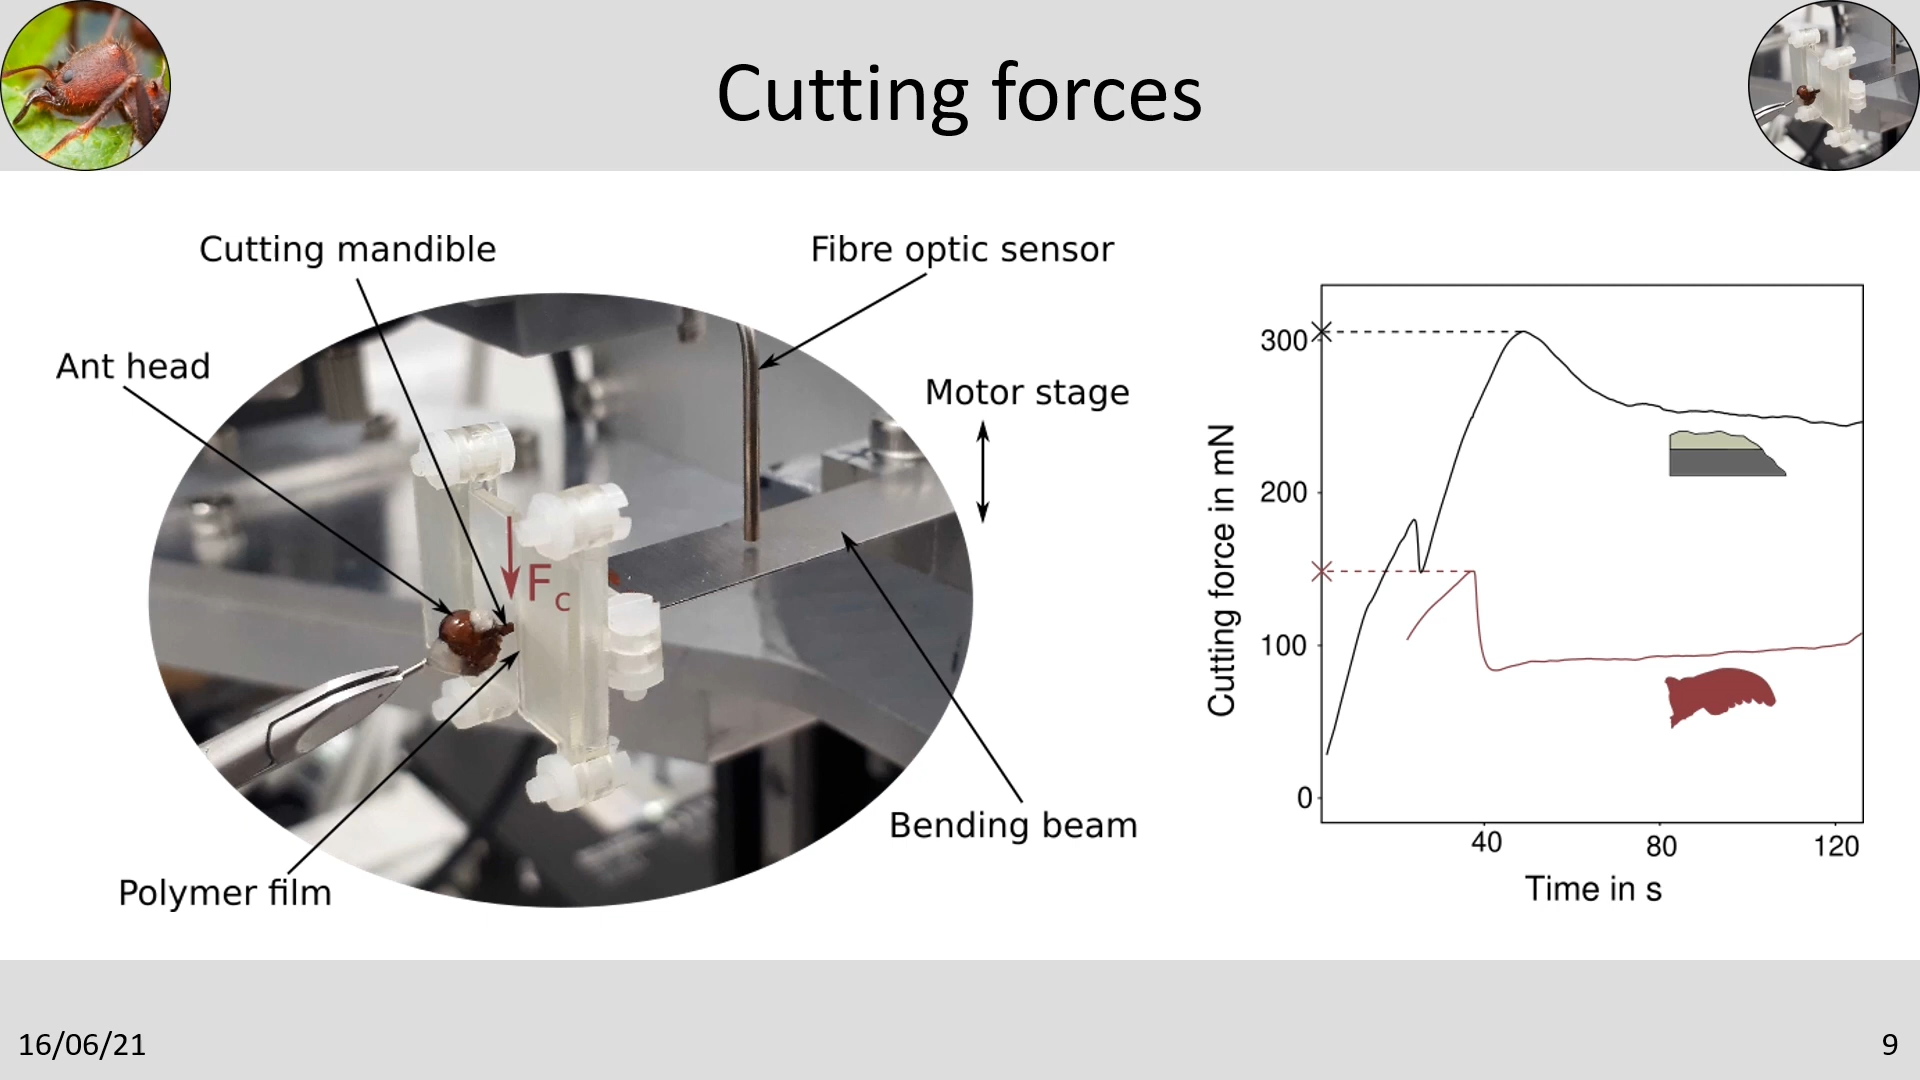 Cutting forces
Cutting mandible
Fibre optic sensor
Ant head
Motor stage
Fc
Bending beam
Polymer film
Cutting force in mN
300
200
100
0
40
80
120
Time in s
16/06/21
9